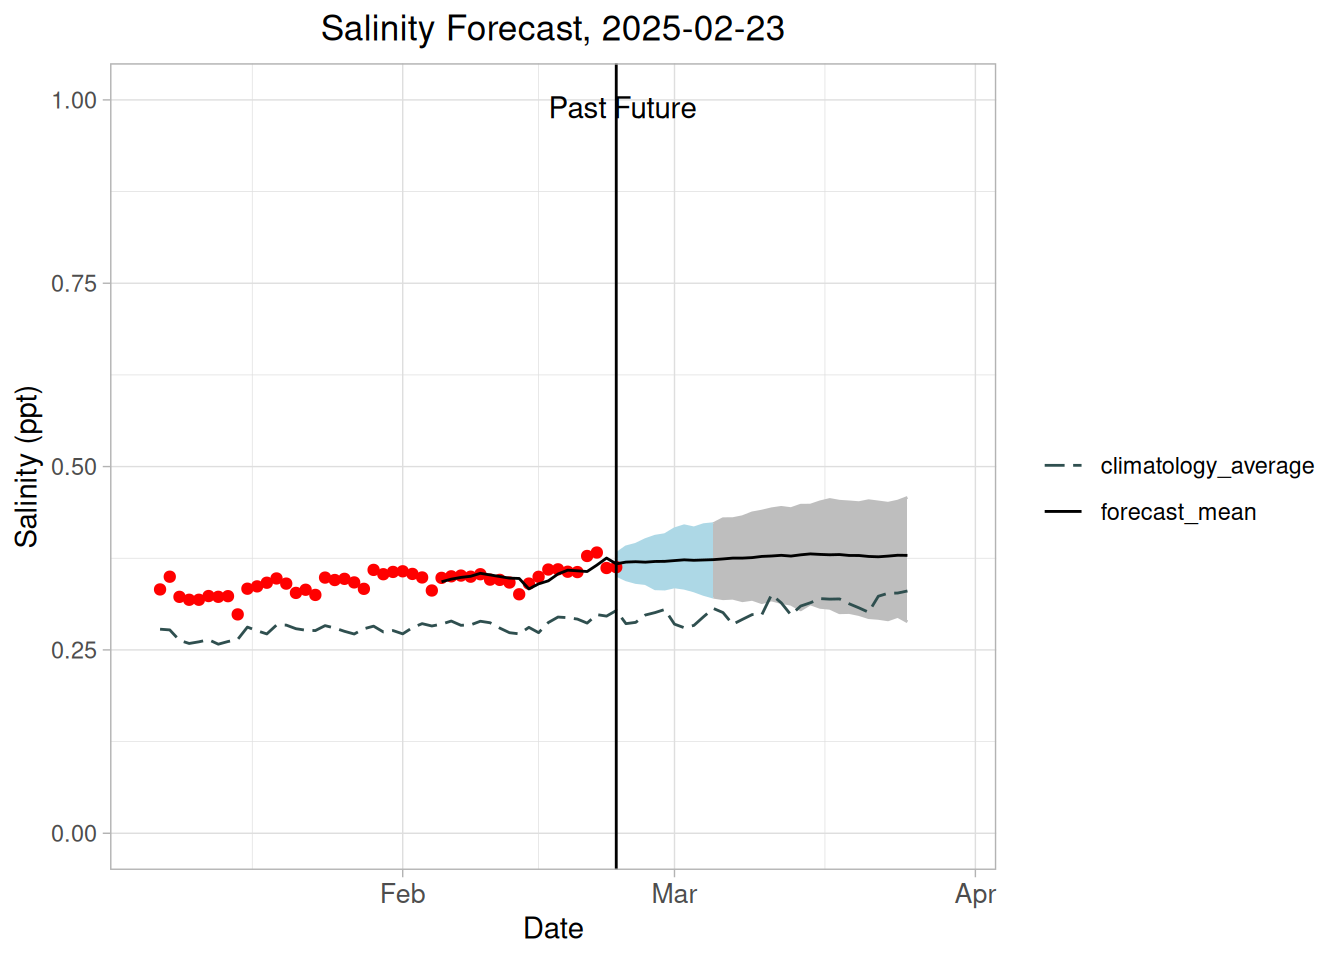 Salinity Forecast, 2025-02-23
Past Future
1.00
0.75
0.50
0.25
0.00
Salinity (ppt)
Feb
Mar
Apr
Date
climatology_average
forecast_mean